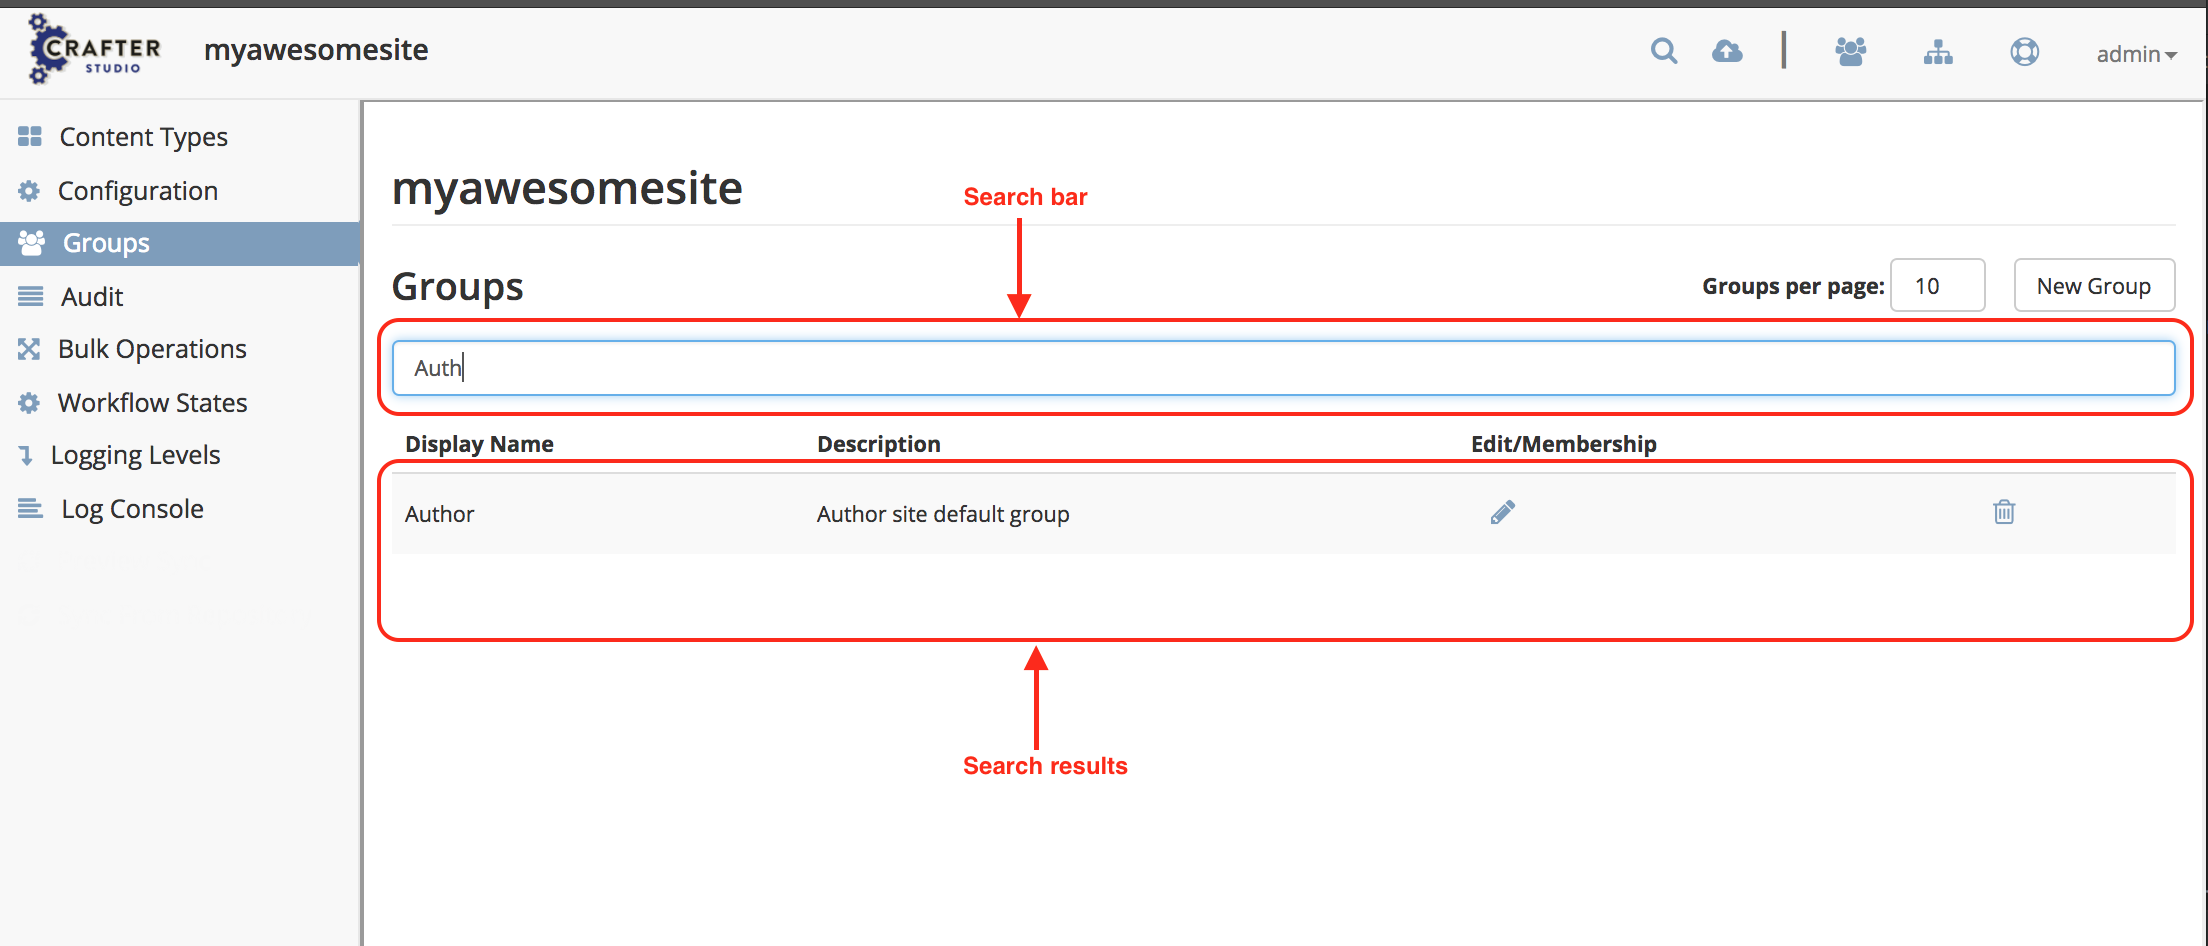 CRAFTER
STUDIO
myawesomesite
admin
Content Types
Configuration
Groups
Audit
Bulk Operations
Workflow States
Logging Levels
Log Console
myawesomesite
Search bar
Groups
Groups per page: 10 New Group
Auth
Display Name Description Edit/Membership
Author Author site default group
Search results